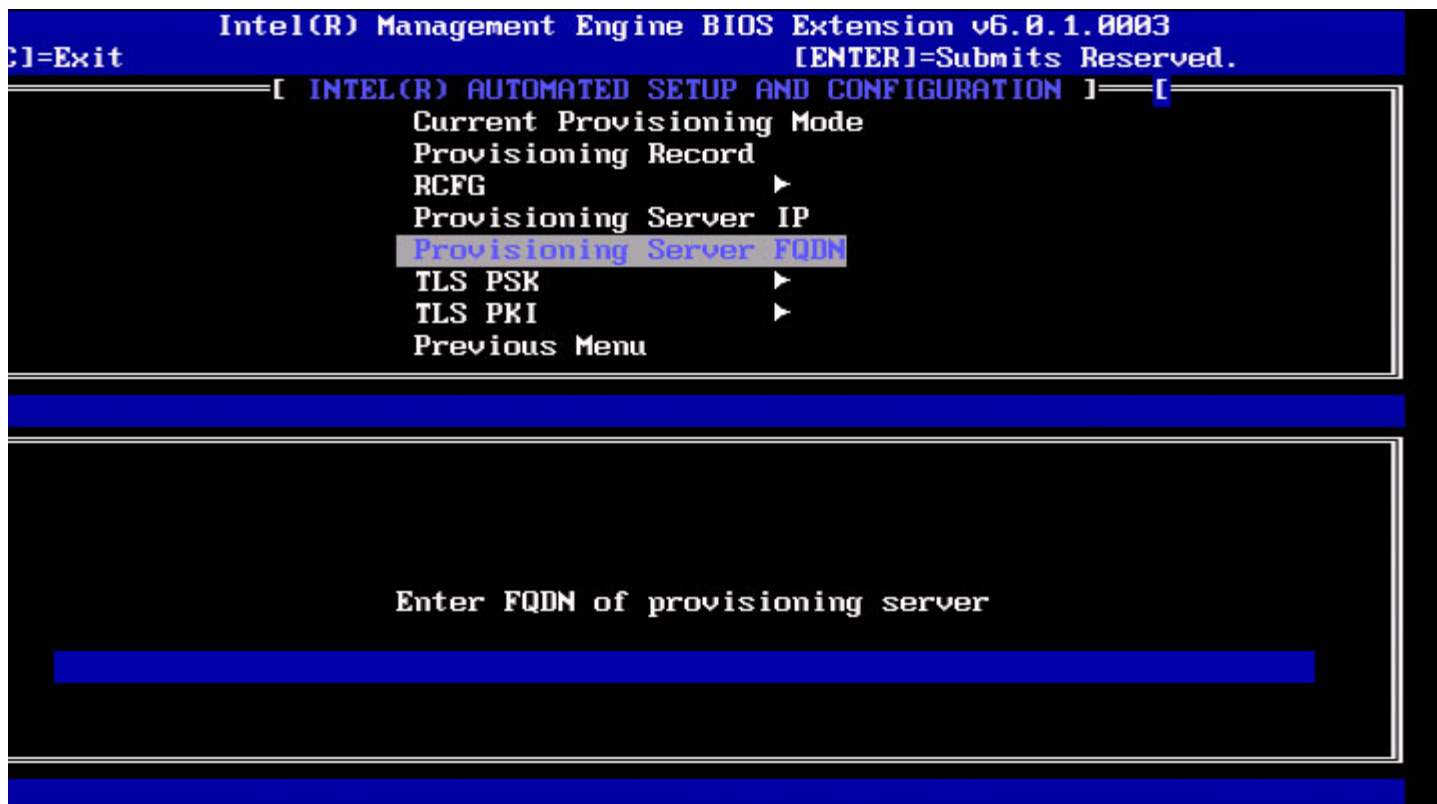 Intel(R) Management Engine BIOS Extension v6.0.1.0003
C]=Exit [ENTER]=Submits Reserved.
[ INTEL(R) AUTOMATED SETUP AND CONFIGURATION ] [
Current Provisioning Mode
Provisioning Record
RCFG ►
Provisioning Server IP
Provisioning Server FQDN
TLS PSK ►
TLS PKI ►
Previous Menu
Enter FQDN of provisioning server